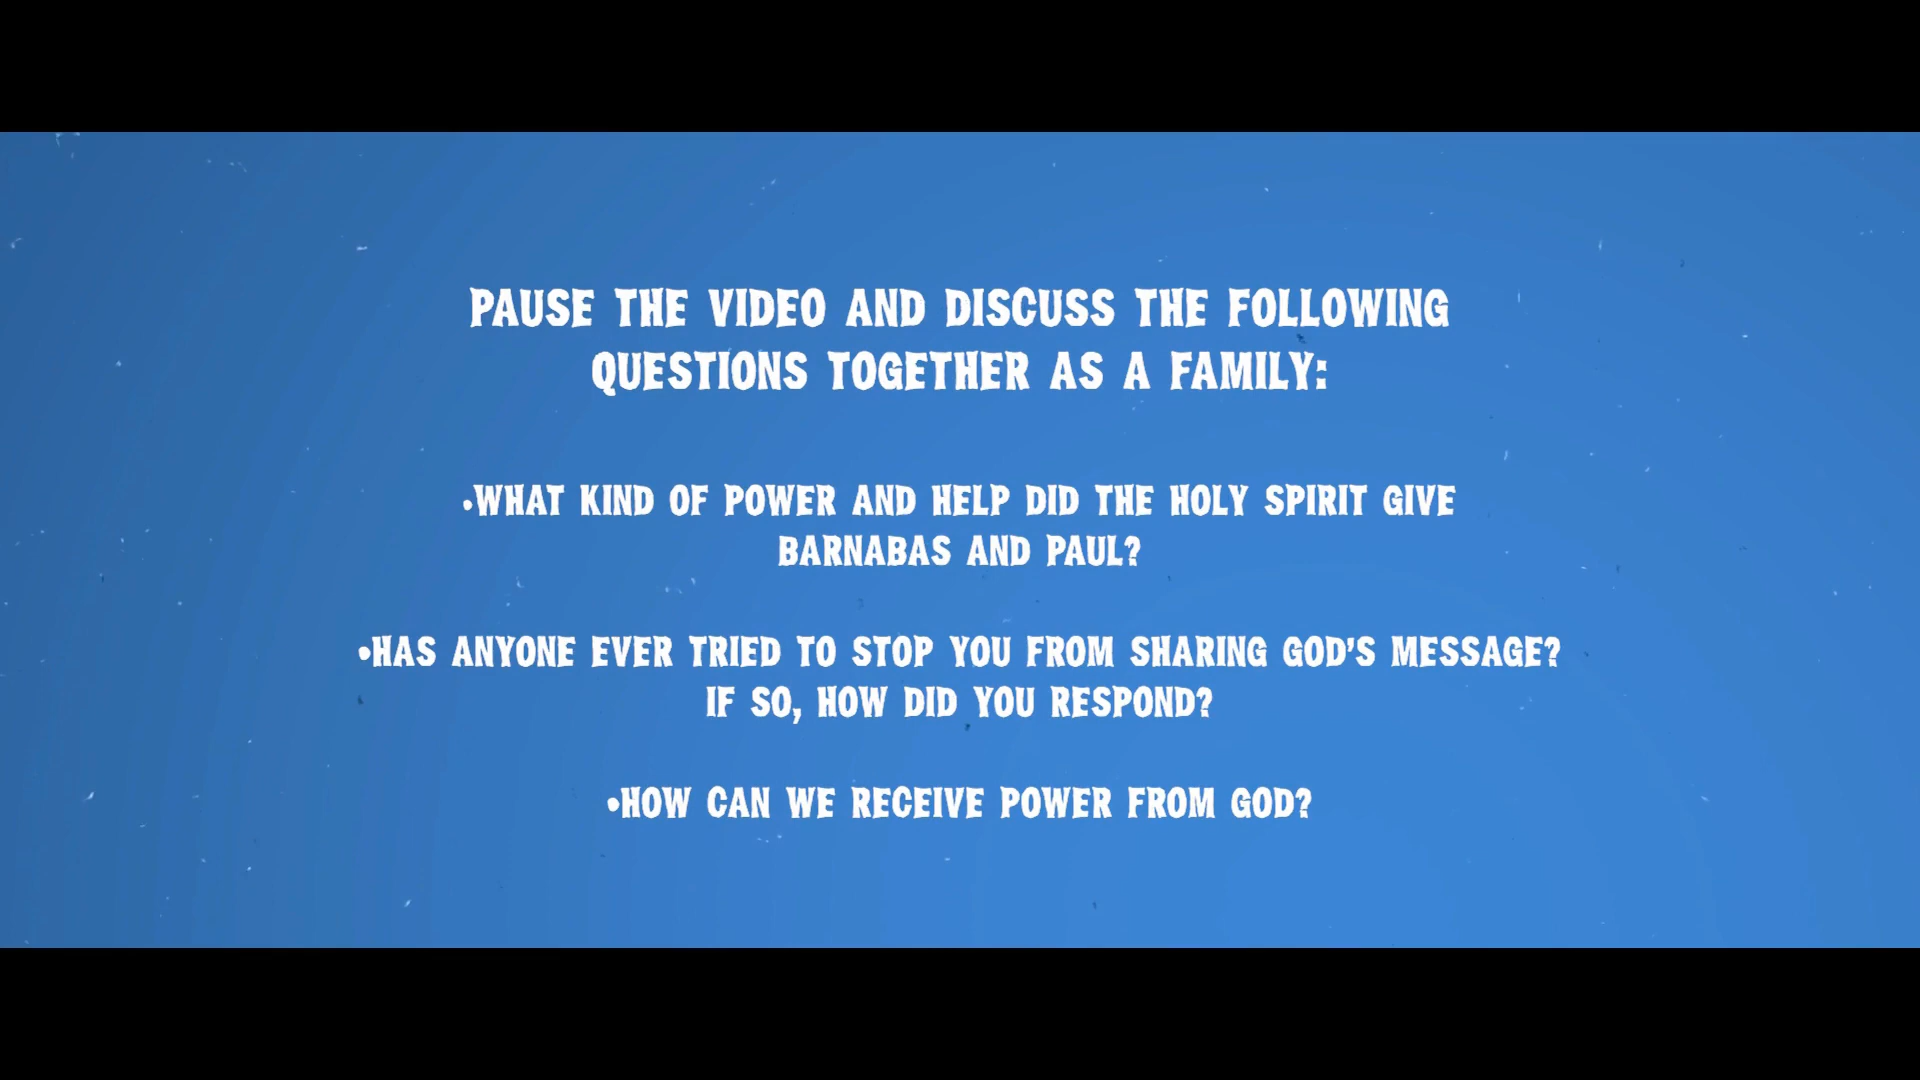 PAUSE THE VIDEO AND DISCUSS THE FOLLOWING
QUESTIONS TOGETHER AS A FAMILY:
•WHAT KIND OF POWER AND HELP DID THE HOLY SPIRIT GIVE
BARNABAS AND PAUL?
•HAS ANYONE EVER TRIED TO STOP YOU FROM SHARING GOD'S MESSAGE?
IF SO, HOW DID YOU RESPOND?
•HOW CAN WE RECEIVE POWER FROM GOD?